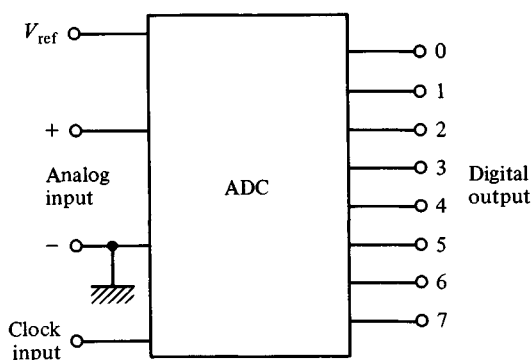 V_ref
+
Analog
input
−
Clock
input
ADC
0
1
2
3
4
5
6
7
Digital
output